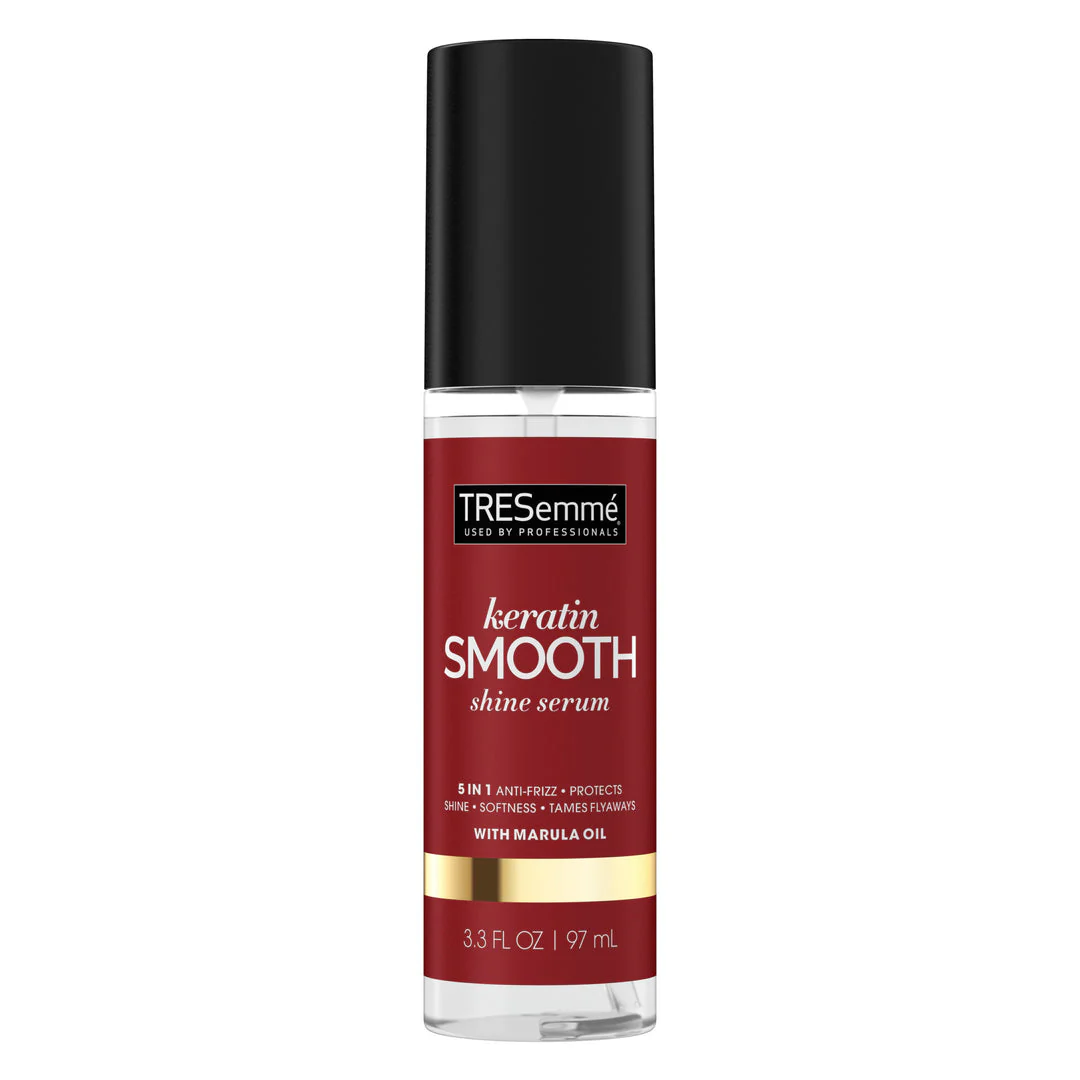 TRESemmé®
USED BY PROFESSIONALS
keratin
SMOOTH
shine serum
5 IN 1 ANTI-FRIZZ • PROTECTS
SHINE • SOFTNESS • TAMES FLYAWAYS
WITH MARULA OIL
3.3 FL OZ | 97 mL